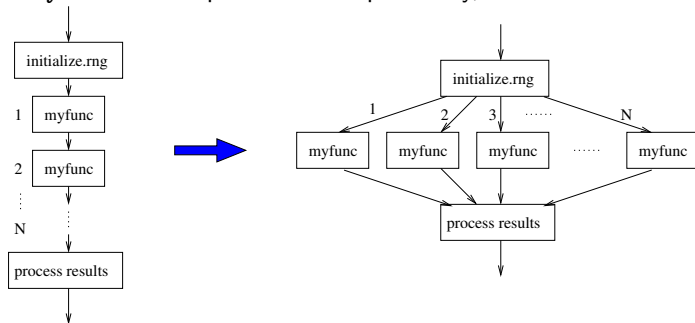 initialize.rng
1
myfunc
2
myfunc
N
process results
initialize.rng
1 2 3 ...... N
myfunc myfunc myfunc ...... myfunc
process results